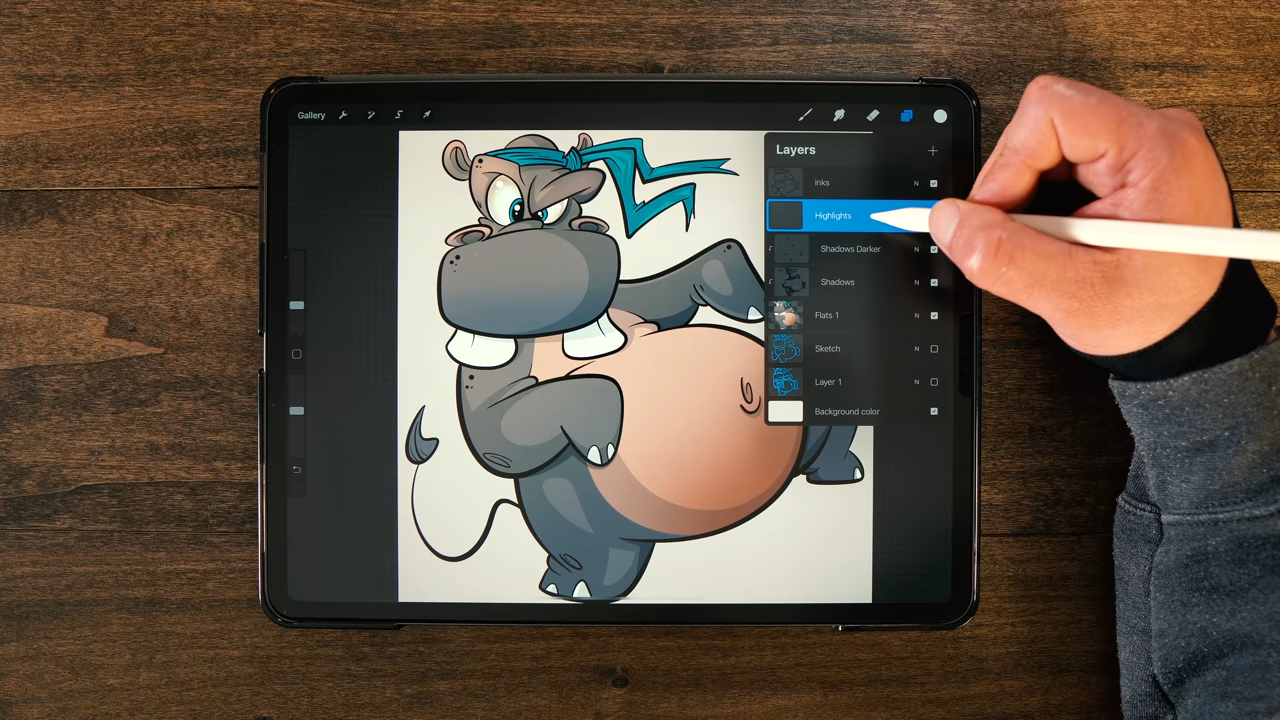 Gallery
Layers
Inks N
Highlights
Shadows Darker N
Shadows N
Flats 1 N
Sketch N
Layer 1 N
Background color